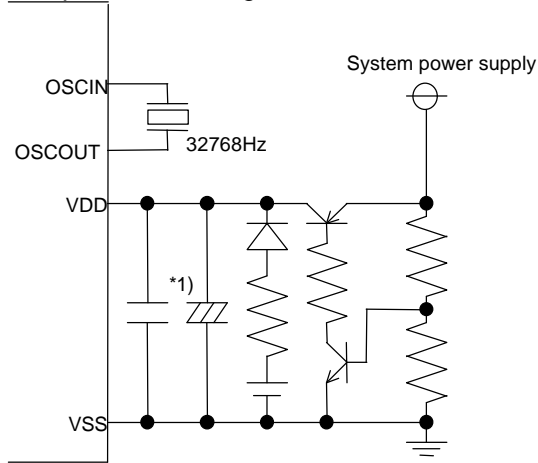 System power supply
OSCIN
OSCOUT
32768Hz
VDD
*1)
VSS